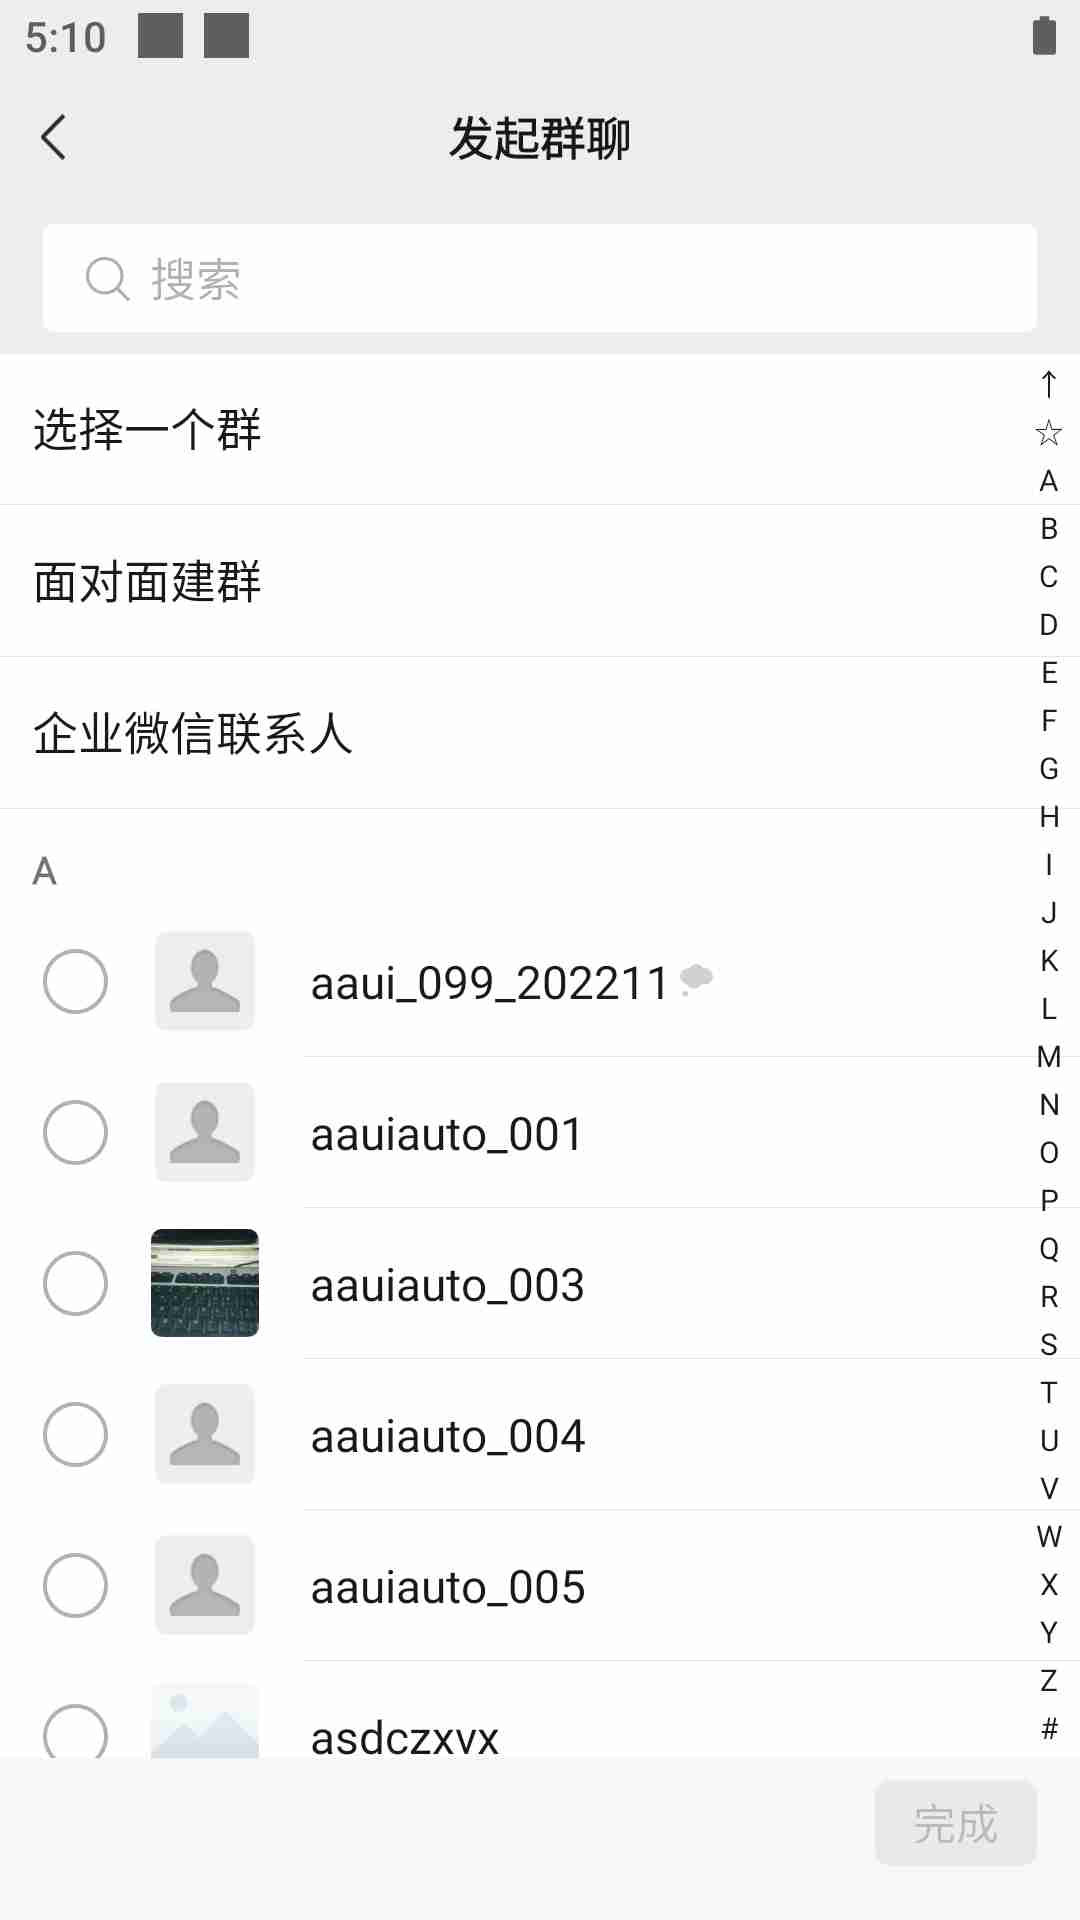 5:10
发起群聊
搜索
选择一个群
面对面建群
企业微信联系人
A
aaui_099_202211
aauiauto_001
aauiauto_003
aauiauto_004
aauiauto_005
asdczxvx
↑
☆
A
B
C
D
E
F
G
H
I
J
K
L
M
N
O
P
Q
R
S
T
U
V
W
X
Y
Z
#
完成